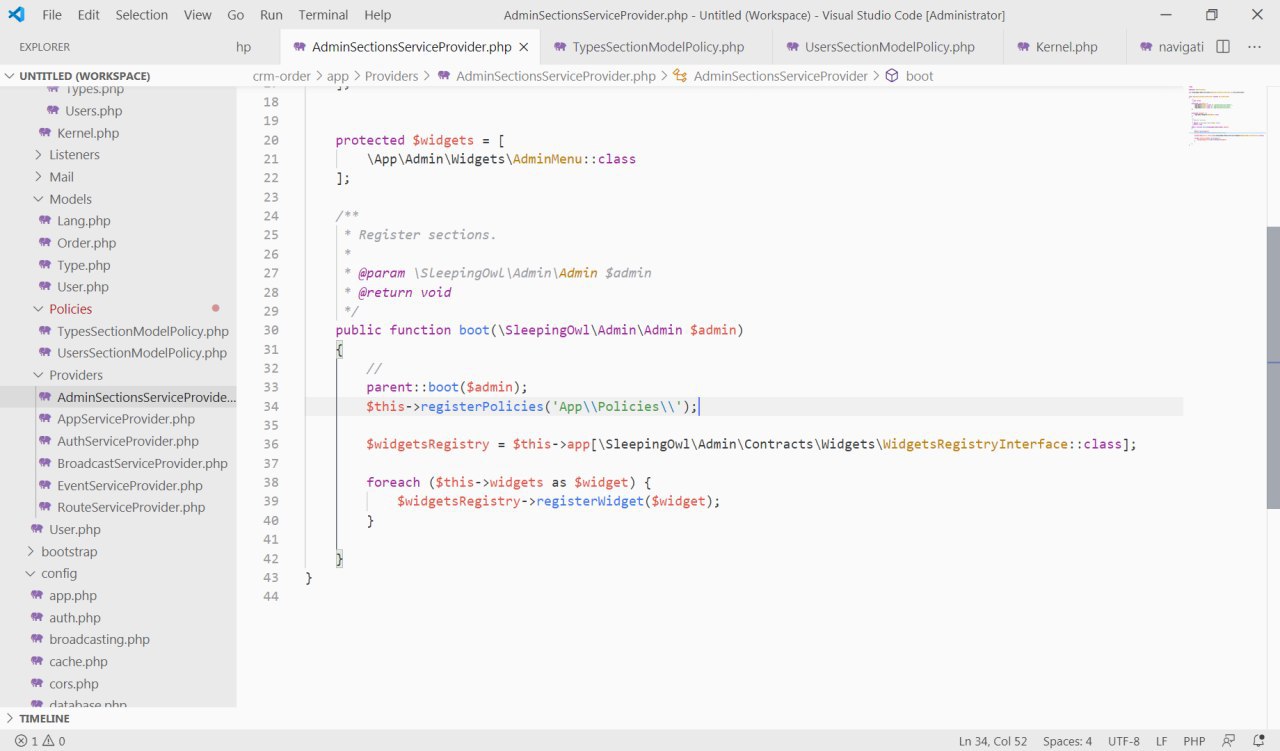 File Edit Selection View Go Run Terminal Help
AdminSectionsServiceProvider.php - Untitled (Workspace) - Visual Studio Code [Administrator]
EXPLORER
hp
AdminSectionsServiceProvider.php
TypesSectionModelPolicy.php
UsersSectionModelPolicy.php
Kernel.php
navigati
UNTITLED (WORKSPACE)
crm-order > app > Providers > AdminSectionsServiceProvider.php > AdminSectionsServiceProvider > boot
Types.php
Users.php
Kernel.php
Listeners
Mail
Models
Lang.php
Order.php
Type.php
User.php
Policies
TypesSectionModelPolicy.php
UsersSectionModelPolicy.php
Providers
AdminSectionsServiceProvide...
AppServiceProvider.php
AuthServiceProvider.php
BroadcastServiceProvider.php
EventServiceProvider.php
RouteServiceProvider.php
User.php
bootstrap
config
app.php
auth.php
broadcasting.php
cache.php
cors.php
database.php
TIMELINE
];
18
19
20 protected $widgets = 
21 \App\Admin\Widgets\AdminMenu::class
22 ];
23
24 /**
25 * Register sections.
26 *
27 * @param \SleepingOwl\Admin\Admin $admin
28 * @return void
29 */
30 public function boot(\SleepingOwl\Admin\Admin $admin)
31 {
32 //
33 parent::boot($admin);
34 $this->registerPolicies('App\\Policies\\');
35
36 $widgetsRegistry = $this->app[\SleepingOwl\Admin\Contracts\Widgets\WidgetsRegistryInterface::class];
37
38 foreach ($this->widgets as $widget) {
39 $widgetsRegistry->registerWidget($widget);
40 }
41
42 }
43 }
44
1 0
Ln 34, Col 52 Spaces: 4 UTF-8 LF PHP